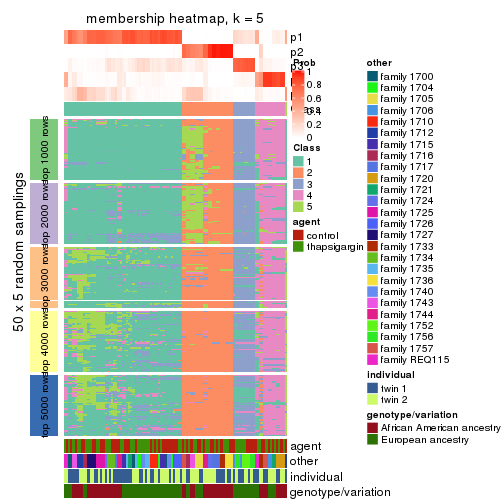 membership heatmap, k = 5
p1
p2
p3
Prob
1
0.8
0.6
0.4
0.2
0
Class
1
2
3
4
5
agent
control
thapsigargin
other
family 1700
family 1704
family 1705
family 1706
family 1710
family 1712
family 1715
family 1716
family 1717
family 1720
family 1721
family 1724
family 1725
family 1726
family 1727
family 1733
family 1734
family 1735
family 1736
family 1740
family 1743
family 1744
family 1752
family 1756
family 1757
family REQ115
individual
twin 1
twin 2
genotype/variation
African American ancestry
European ancestry
50 x 5 random samplings
top 1000 rows
top 2000 rows
top 3000 rows
top 4000 rows
top 5000 rows
agent
other
individual
genotype/variation